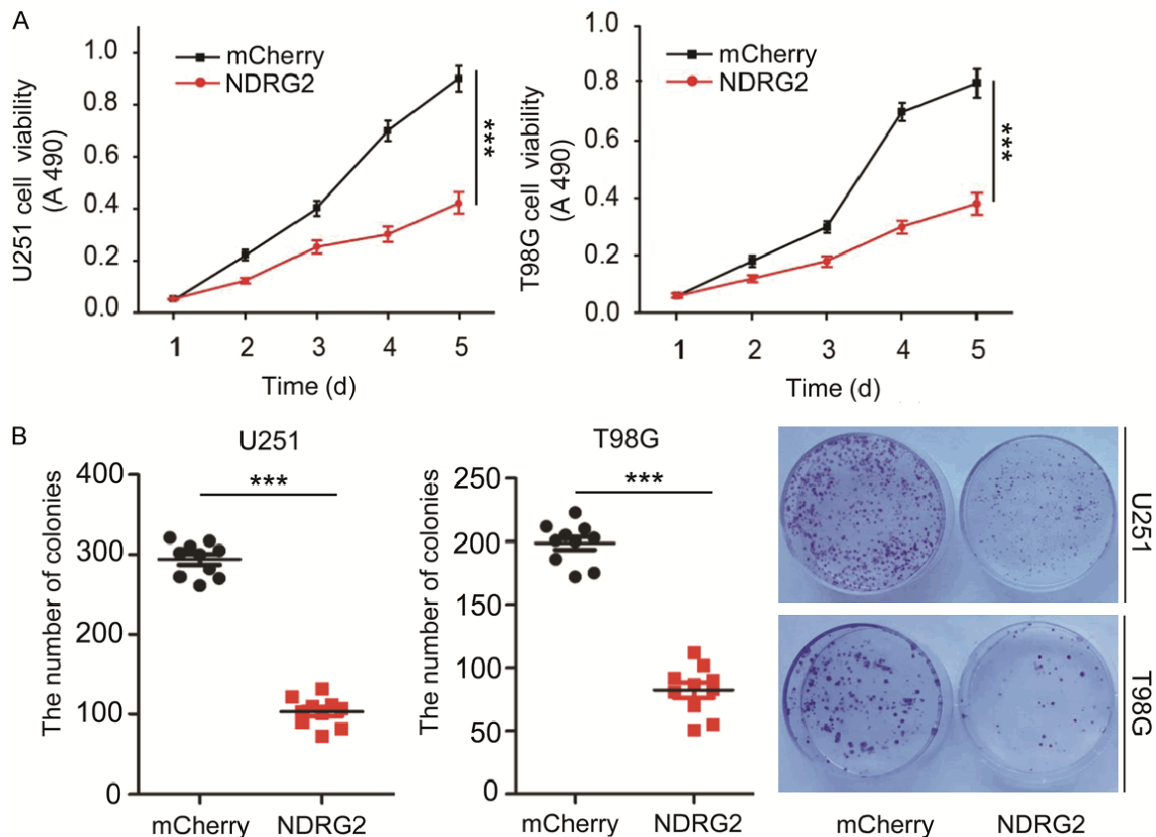 A
U251 cell viability
(A 490)
1.0
0.8
0.6
0.4
0.2
0.0
mCherry
NDRG2
***
1 2 3 4 5
Time (d)
T98G cell viability
(A 490)
1.0
0.8
0.6
0.4
0.2
0.0
mCherry
NDRG2
***
1 2 3 4 5
Time (d)
B
U251
The number of colonies
400
300
200
100
0
***
mCherry NDRG2
T98G
The number of colonies
250
200
150
100
50
0
***
mCherry NDRG2
U251
T98G
mCherry NDRG2